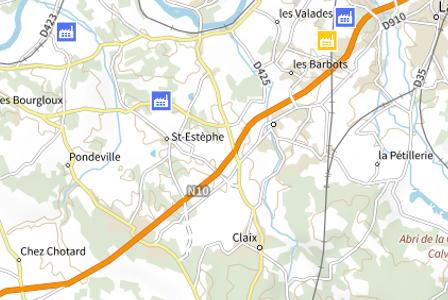 les Valades
La
D423
D910
les Barbots
D425
D35
es Bourgloux
St-Estèphe
Pondeville
la Pétillerie
N10
Claix
Abri de la
Calv
Chez Chotard